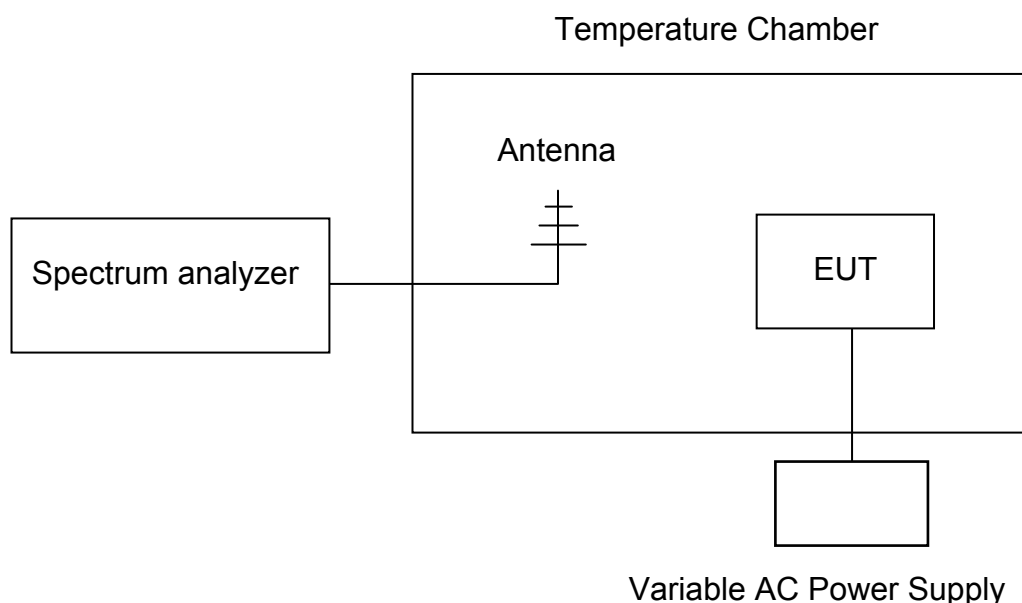 Temperature Chamber
Antenna
Spectrum analyzer
EUT
Variable AC Power Supply